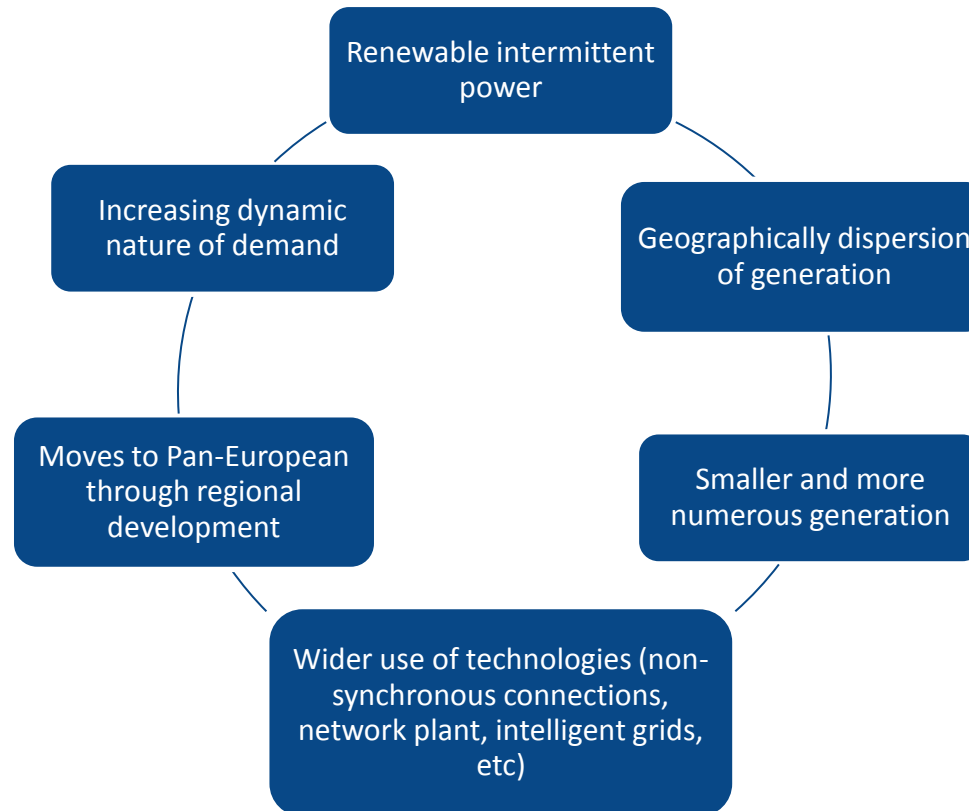 Renewable intermittent
power
Increasing dynamic
nature of demand
Geographically dispersion
of generation
Moves to Pan-European
through regional
development
Smaller and more
numerous generation
Wider use of technologies (non-
synchronous connections,
network plant, intelligent grids,
etc)